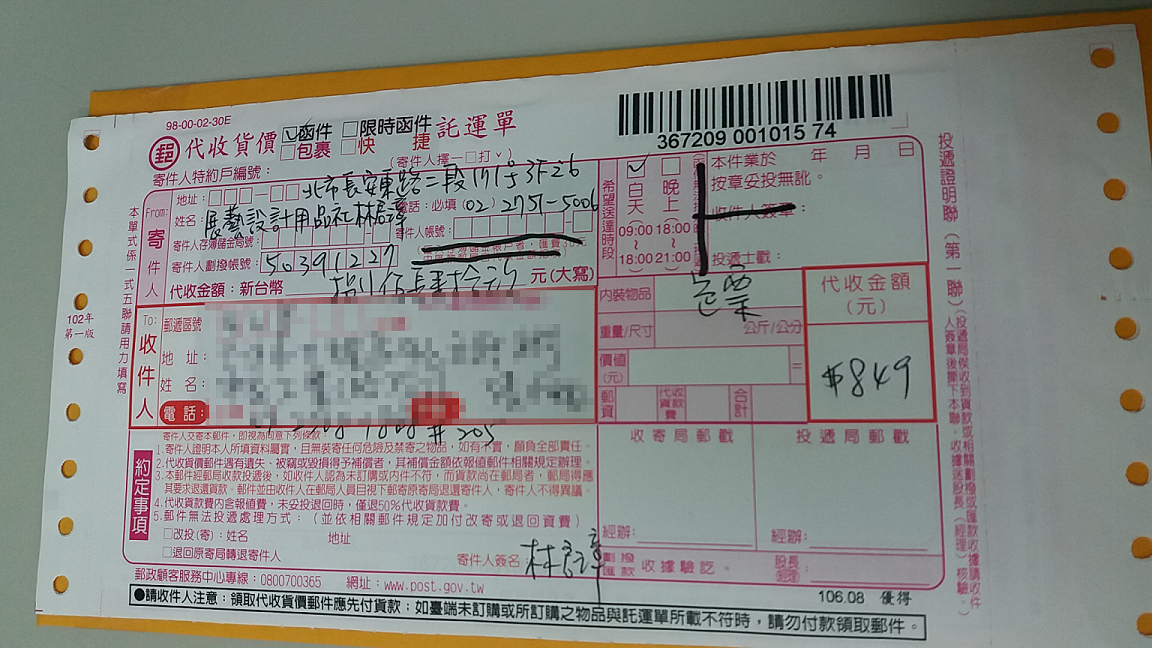 98-00-02-30E
郵 代收貨價 ☑函件 □限時函件 託運單
□包裹 □快捷
(寄件人擇一□打ˇ)
367209 001015 74
寄件人特約戶編號：
From: 寄件人
地址：□□□-□□ 北市長安東路二段171号3F之6
姓名：展藝設計用品社 電話：必填 (02) 2751-5006
寄件人存簿儲金局號： 寄件人帳號：
寄件人劃撥帳號：50391227
代收金額：新台幣 捌佰肆拾 元(大寫)
希望送達時段
☑白天 09:00~18:00
□晚上 18:00~21:00
本件業於 年 月 日
按章妥投無訛。
收件人簽章：
投遞士戳：
內裝物品
重量/尺寸 公斤/公分
價值(元) =
郵資 代收貨款費 合計
代收金額(元)
$849
To: 收件人
郵遞區號
地址：
姓名：
電話：
#205
約定事項
寄件人交寄本郵件，即視為同意下列條款
1. 寄件人證明本人所填資料屬實，且無裝寄任何危險及禁寄之物品，如有不實，願負全部責任。
2. 代收貨價郵件遇有遺失、被竊或毀損得予補償者，其補償金額依報值郵件相關規定辦理。
3. 本郵件經郵局收款投遞後，如收件人認為未訂購或內件不符，而貨款尚在郵局者，郵局得應
其要求退還貨款。郵件並由收件人在郵局人員目視下郵寄原寄局退還寄件人，寄件人不得異議。
4. 代收貨款費內含報值費，未妥投退回時，僅退50%代收貨款費。
5. 郵件無法投遞處理方式：（並依相關郵件規定加付改寄或退回資費）
□改投(寄)：姓名 地址
□退回原寄局轉退寄件人
寄件人簽名
收寄局郵戳 投遞局郵戳
經辦： 經辦：
劃撥匯款 收據驗訖。 股長(經理)：
郵政顧客服務中心專線：0800700365 網址：www.post.gov.tw
106.08 優得
●請收件人注意：領取代收貨價郵件應先付貨款；如臺端未訂購或所訂購之物品與託運單所載不符時，請勿付款領取郵件。
本單式係一式五聯請用力填寫
102年第一版
投遞證明聯（第一聯）